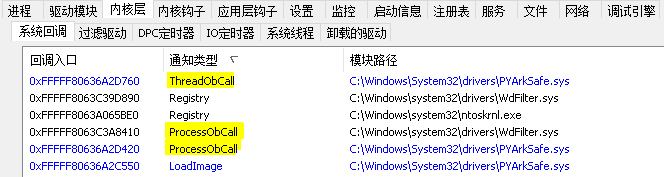 进程 驱动模块 内核层 内核钩子 应用层钩子 设置 监控 启动信息 注册表 服务 文件 网络 调试引擎
系统回调 过滤驱动 DPC定时器 IO定时器 系统线程 卸载的驱动
回调入口 通知类型 模块路径
0xFFFFF80636A2D760 ThreadObCall C:\Windows\System32\drivers\PYArkSafe.sys
0xFFFFF8063C39D890 Registry C:\Windows\System32\drivers\WdFilter.sys
0xFFFFF8063A065BE0 Registry C:\Windows\system32\ntoskrnl.exe
0xFFFFF8063C3A8410 ProcessObCall C:\Windows\System32\drivers\WdFilter.sys
0xFFFFF80636A2D420 ProcessObCall C:\Windows\System32\drivers\PYArkSafe.sys
0xFFFFF80636A2C550 LoadImage C:\Windows\System32\drivers\PYArkSafe.sys